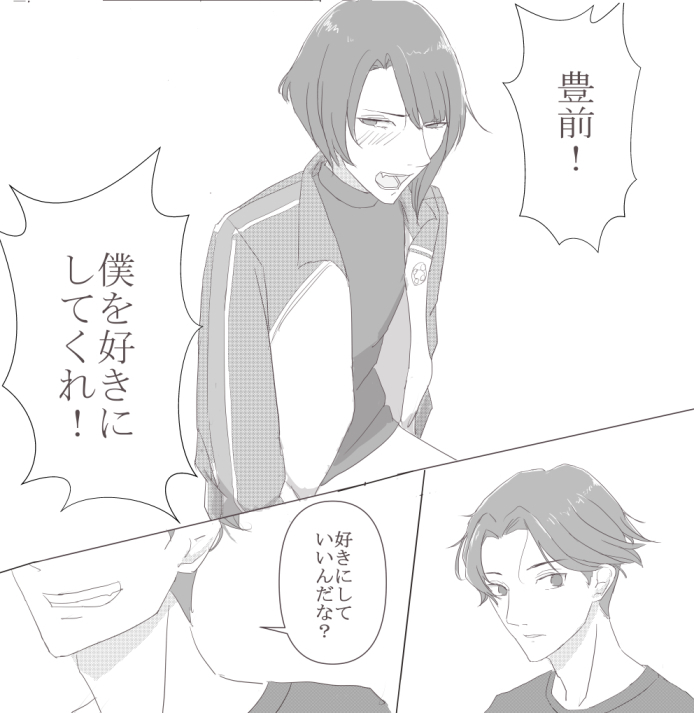 豊前！
僕を好きに
してくれ！
好きにして
いいんだな？